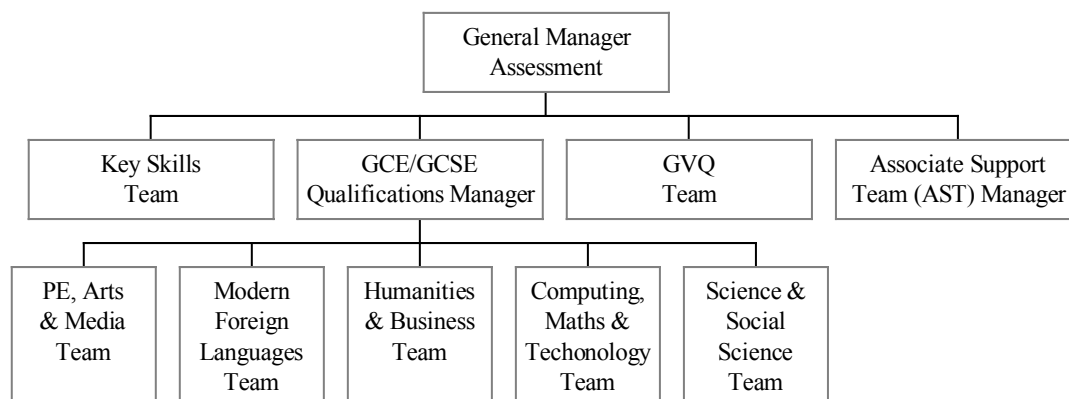 General Manager
Assessment
Key Skills
Team
GCE/GCSE
Qualifications Manager
GVQ
Team
Associate Support
Team (AST) Manager
PE, Arts
& Media
Team
Modern
Foreign
Languages
Team
Humanities
& Business
Team
Computing,
Maths &
Techonology
Team
Science &
Social
Science
Team